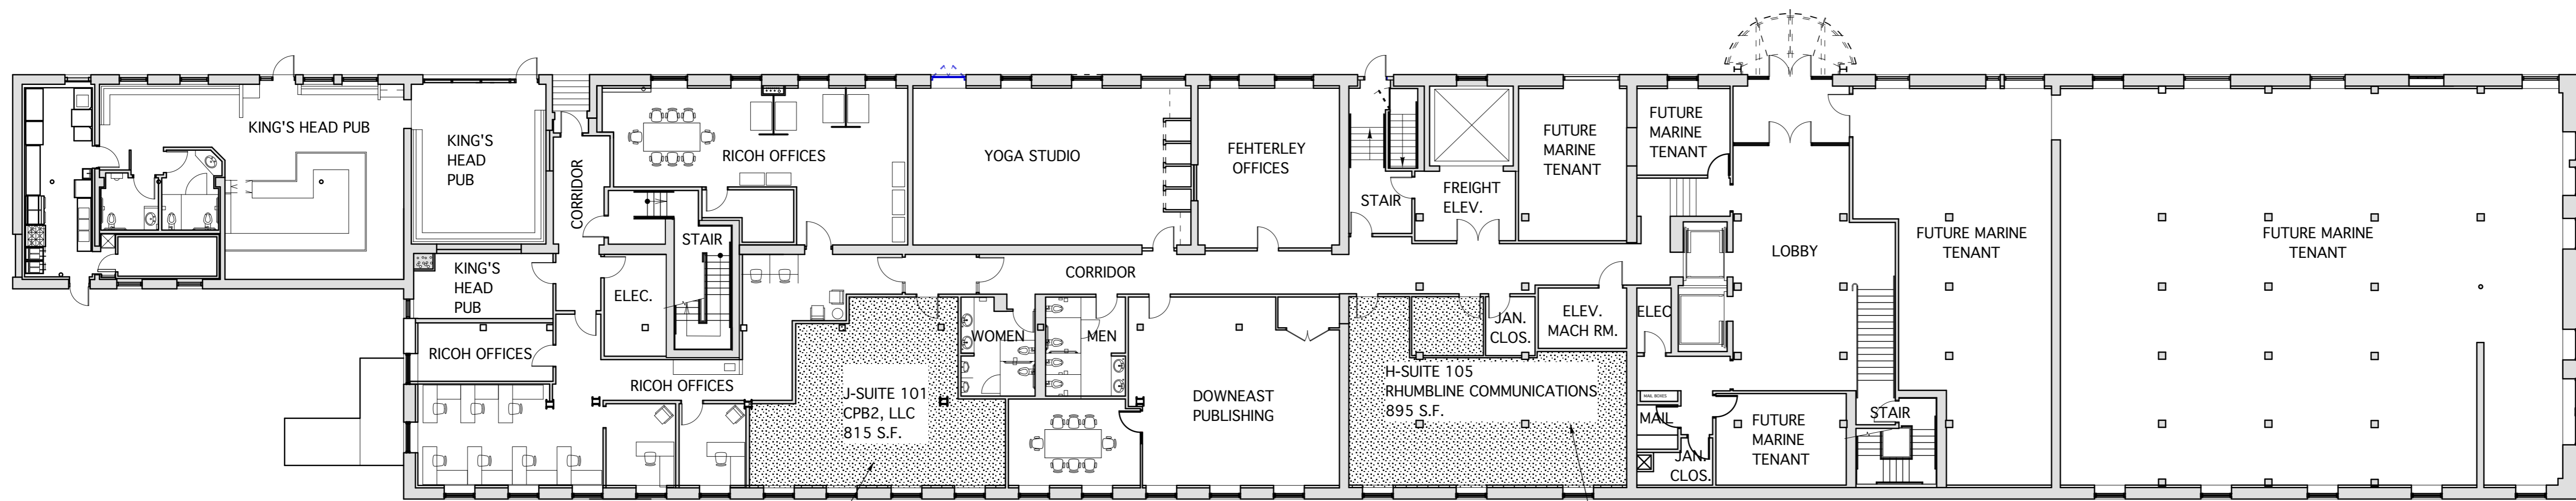 KING'S HEAD PUB
KING'S
HEAD
PUB
CORRIDOR
RICOH OFFICES
YOGA STUDIO
FEHTERLEY
OFFICES
STAIR
FREIGHT
ELEV.
FUTURE
MARINE
TENANT
FUTURE
MARINE
TENANT
STAIR
KING'S
HEAD
PUB
ELEC.
CORRIDOR
LOBBY
FUTURE MARINE
TENANT
FUTURE MARINE
TENANT
RICOH OFFICES
RICOH OFFICES
WOMEN
MEN
J-SUITE 101
CPB2, LLC
815 S.F.
DOWNEAST
PUBLISHING
H-SUITE 105
RHUMBLINE COMMUNICATIONS
895 S.F.
JAN.
CLOS.
ELEV.
MACH RM.
ELEC
MAIL BOXES
MAIL
JAN.
CLOS.
FUTURE
MARINE
TENANT
STAIR